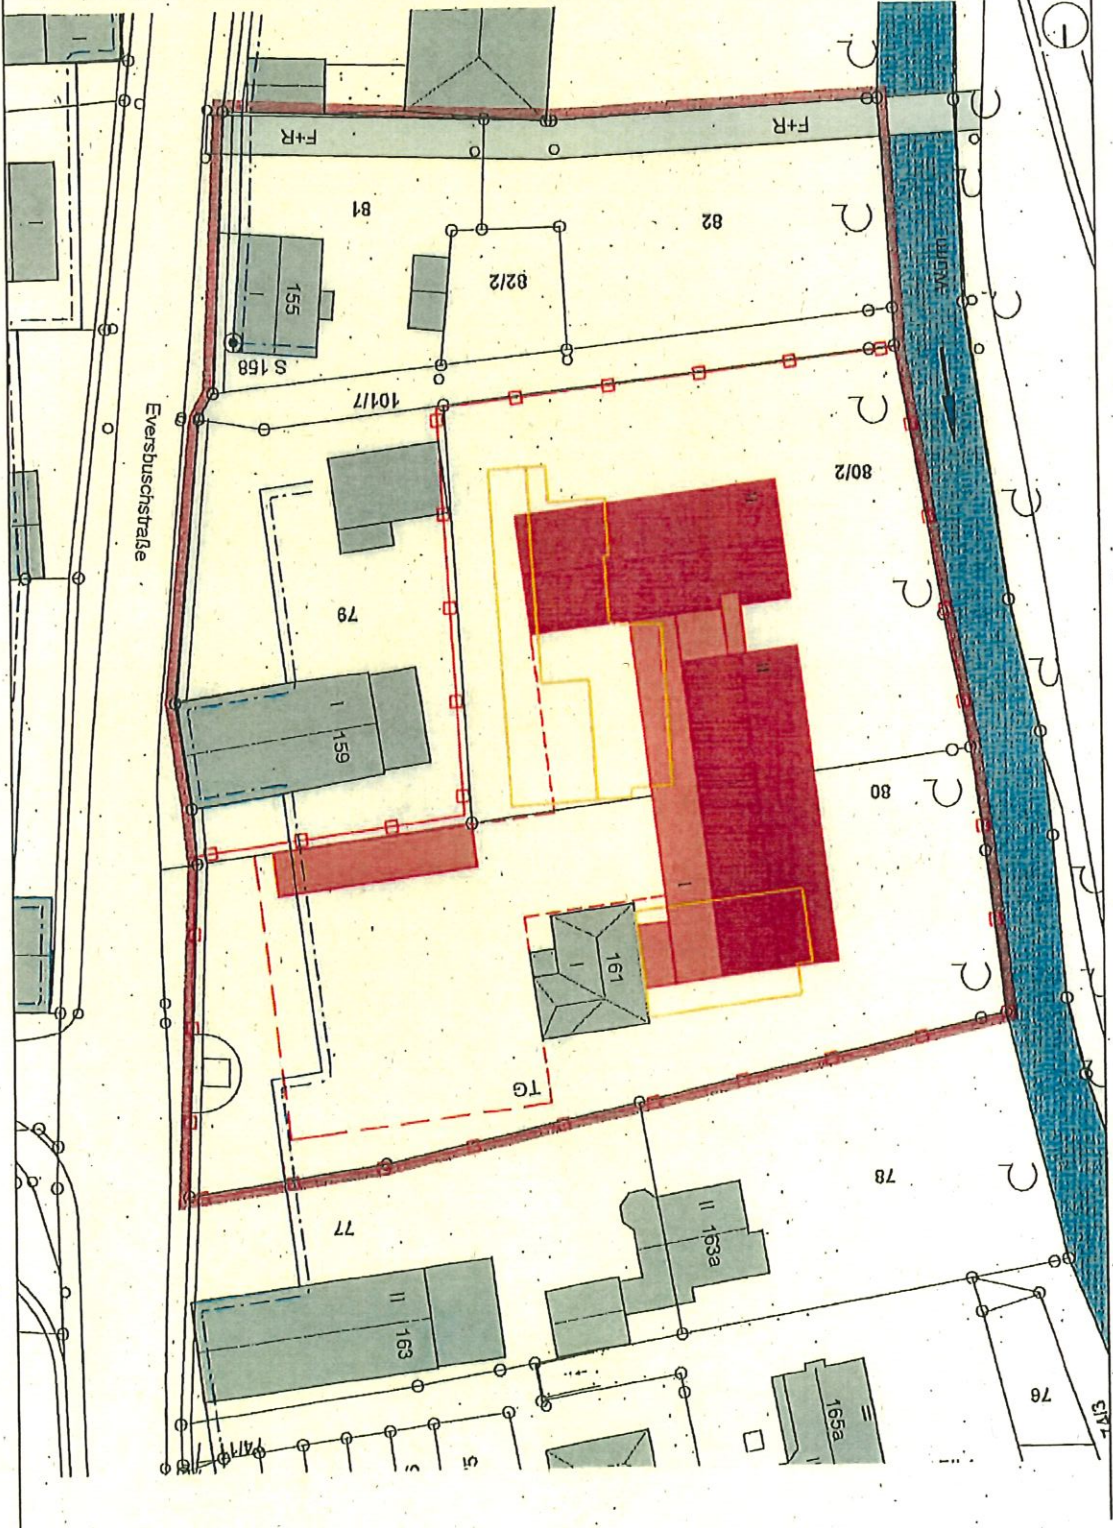 I
F+R
F+R
81
82
I
155
I
82/2
WÜRM
S 158
101/7
Eversbuschstraße
80/2
II
79
I
159
II
80
I
161
I
TG
78
77
II
163a
II
163
76
165a
II